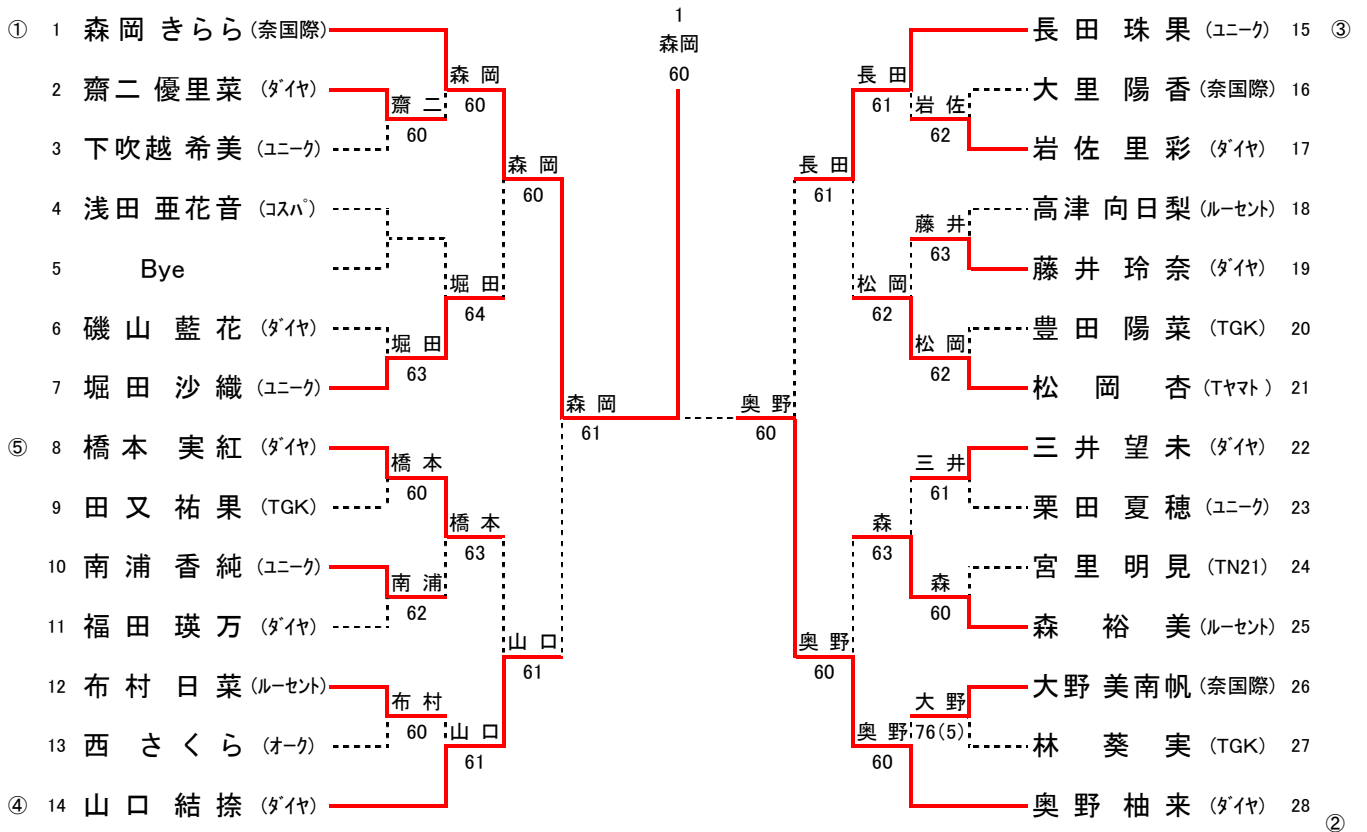 ① 1 森岡 きらら (奈国際)
2 齋二 優里菜 (ダイヤ)
3 下吹越 希美 (ユニーク)
4 浅田 亜花音 (コスパ)
5 Bye
6 磯山 藍花 (ダイヤ)
7 堀田 沙織 (ユニーク)
⑤ 8 橋本 実紅 (ダイヤ)
9 田又 祐果 (TGK)
10 南浦 香純 (ユニーク)
11 福田 瑛万 (ダイヤ)
12 布村 日菜 (ルーセント)
13 西 さくら (オーク)
④ 14 山口 結捺 (ダイヤ)
齋二
60
堀田
63
橋本
60
南浦
62
布村
60
森岡
60
堀田
64
橋本
63
山口
61
森岡
60
山口
61
森岡
61
1
森岡
60
奥野
60
長田
61
奥野
60
長田
61
松岡
62
森
63
奥野
60
岩佐
62
藤井
63
松岡
62
三井
61
森
60
大野
76(5)
長田 珠果 (ユニーク) 15 ③
大里 陽香 (奈国際) 16
岩佐 里彩 (ダイヤ) 17
高津 向日梨 (ルーセント) 18
藤井 玲奈 (ダイヤ) 19
豊田 陽菜 (TGK) 20
松岡 杏 (Tヤマト) 21
三井 望未 (ダイヤ) 22
栗田 夏穂 (ユニーク) 23
宮里 明見 (TN21) 24
森 裕美 (ルーセント) 25
大野 美南帆 (奈国際) 26
林 葵実 (TGK) 27
奥野 柚来 (ダイヤ) 28
②